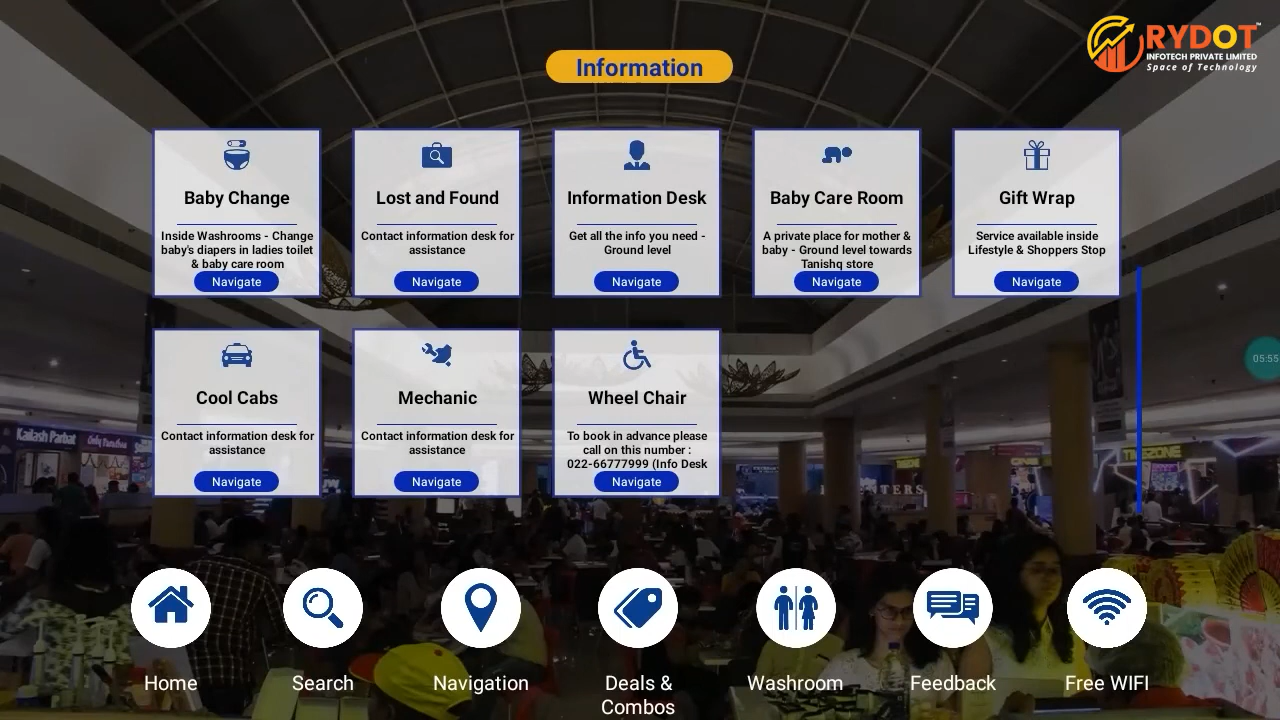 RYDOT™
INFOTECH PRIVATE LIMITED
Space of Technology
Information
Baby Change
Inside Washrooms - Change
baby's diapers in ladies toilet
& baby care room
Navigate
Lost and Found
Contact information desk for
assistance
Navigate
Information Desk
Get all the info you need -
Ground level
Navigate
Baby Care Room
A private place for mother &
baby - Ground level towards
Tanishq store
Navigate
Gift Wrap
Service available inside
Lifestyle & Shoppers Stop
Navigate
05:55
Cool Cabs
Contact information desk for
assistance
Navigate
Mechanic
Contact information desk for
assistance
Navigate
Wheel Chair
To book in advance please
call on this number :
022-66777999 (Info Desk
Navigate
Kailash Parbat
Home
Search
Navigation
Deals &
Combos
Washroom
Feedback
Free WIFI